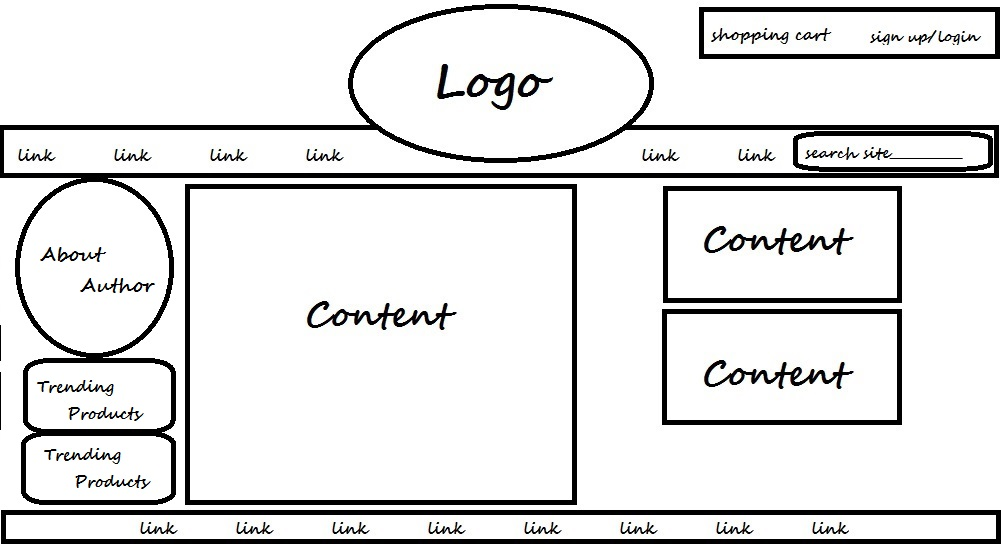 shopping cart sign up/login
Logo
link link link link link link search site
About
Author
Content
Content
Content
Trending
Products
Trending
Products
link link link link link link link link